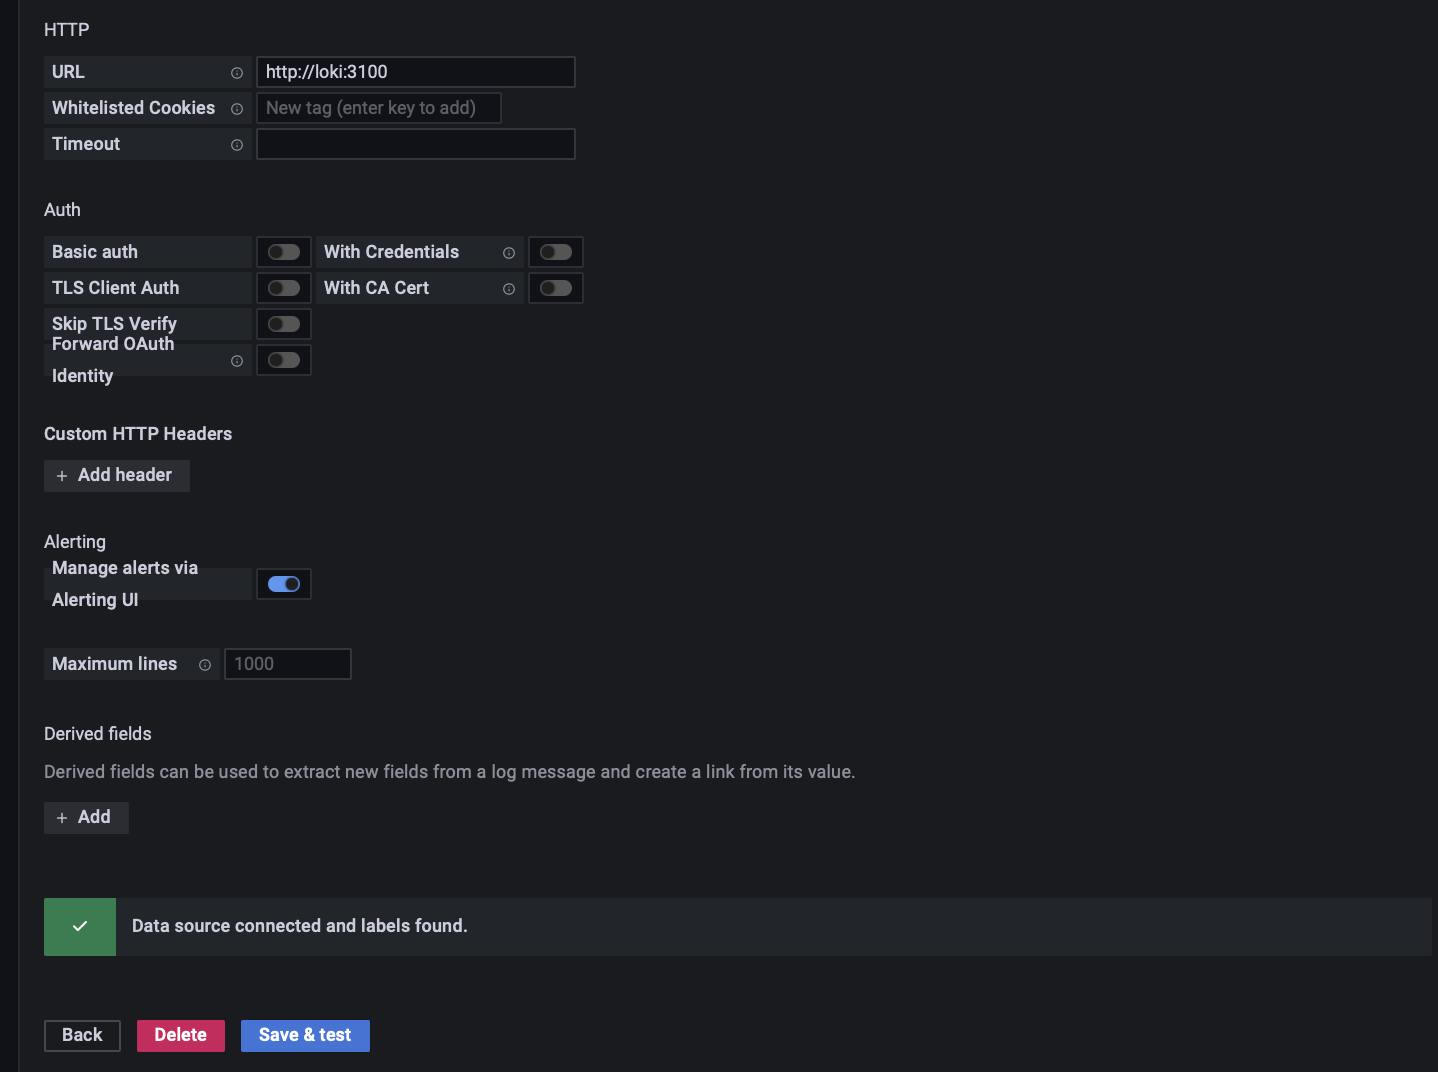 HTTP
URL http://loki:3100
Whitelisted Cookies New tag (enter key to add)
Timeout
Auth
Basic auth With Credentials
TLS Client Auth With CA Cert
Skip TLS Verify
Forward OAuth
Identity
Custom HTTP Headers
+ Add header
Alerting
Manage alerts via
Alerting UI
Maximum lines 1000
Derived fields
Derived fields can be used to extract new fields from a log message and create a link from its value.
+ Add
Data source connected and labels found.
Back Delete Save & test